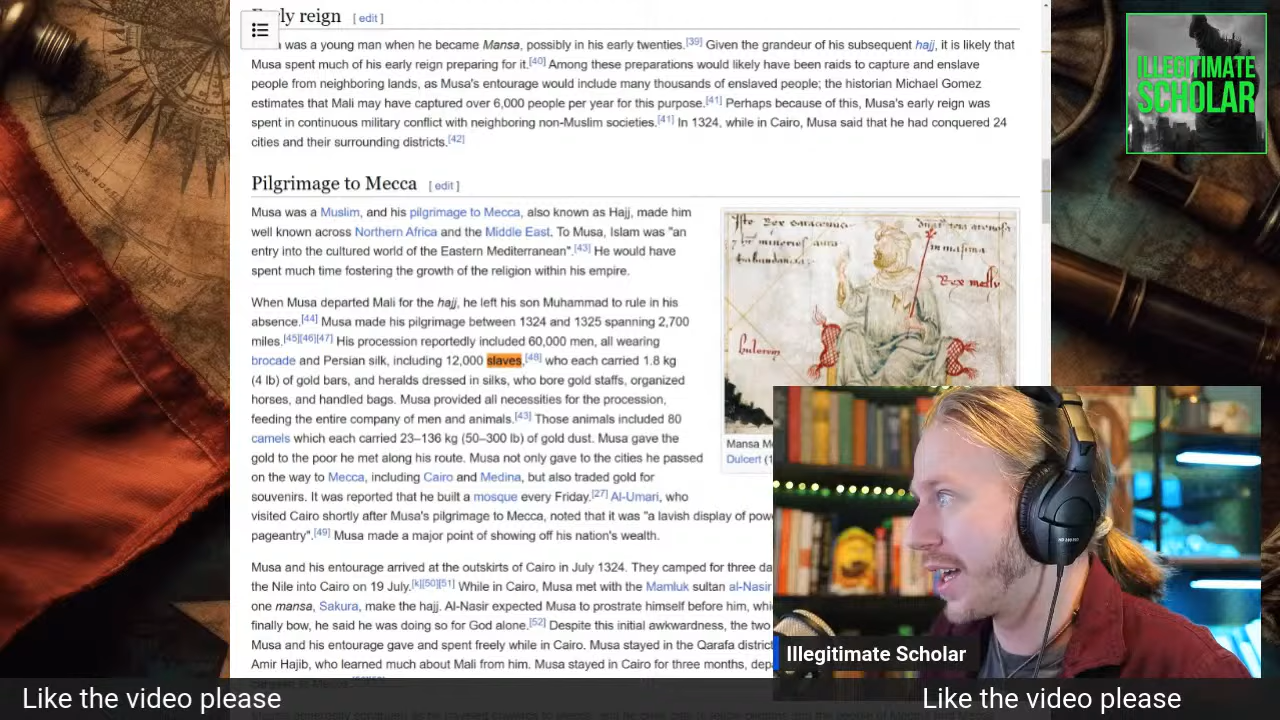 ly reign [ edit ]
was a young man when he became Mansa, possibly in his early twenties.[39] Given the grandeur of his subsequent hajj, it is likely that
Musa spent much of his early reign preparing for it.[40] Among these preparations would likely have been raids to capture and enslave
people from neighboring lands, as Musa's entourage would include many thousands of enslaved people; the historian Michael Gomez
estimates that Mali may have captured over 6,000 people per year for this purpose.[41] Perhaps because of this, Musa's early reign was
spent in continuous military conflict with neighboring non-Muslim societies.[41] In 1324, while in Cairo, Musa said that he had conquered 24
cities and their surrounding districts.[42]
Pilgrimage to Mecca [ edit ]
Musa was a Muslim, and his pilgrimage to Mecca, also known as Hajj, made him
well known across Northern Africa and the Middle East. To Musa, Islam was "an
entry into the cultured world of the Eastern Mediterranean".[43] He would have
spent much time fostering the growth of the religion within his empire.
When Musa departed Mali for the hajj, he left his son Muhammad to rule in his
absence.[44] Musa made his pilgrimage between 1324 and 1325 spanning 2,700
miles.[45][46][47] His procession reportedly included 60,000 men, all wearing
brocade and Persian silk, including 12,000 slaves,[48] who each carried 1.8 kg
(4 lb) of gold bars, and heralds dressed in silks, who bore gold staffs, organized
horses, and handled bags. Musa provided all necessities for the procession,
feeding the entire company of men and animals.[43] Those animals included 80
camels which each carried 23–136 kg (50–300 lb) of gold dust. Musa gave the
gold to the poor he met along his route. Musa not only gave to the cities he passed
on the way to Mecca, including Cairo and Medina, but also traded gold for
souvenirs. It was reported that he built a mosque every Friday.[27] Al-Umari, who
visited Cairo shortly after Musa's pilgrimage to Mecca, noted that it was "a lavish display of pow
pageantry".[49] Musa made a major point of showing off his nation's wealth.
Musa and his entourage arrived at the outskirts of Cairo in July 1324. They camped for three da
the Nile into Cairo on 19 July.[k][50][51] While in Cairo, Musa met with the Mamluk sultan al-Nasir
one mansa, Sakura, make the hajj. Al-Nasir expected Musa to prostrate himself before him, whi
finally bow, he said he was doing so for God alone.[52] Despite this initial awkwardness, the two
Musa and his entourage gave and spent freely while in Cairo. Musa stayed in the Qarafa district
Amir Hajib, who learned much about Mali from him. Musa stayed in Cairo for three months, dep
Mansa M
Dulcert (1
ILLEGITIMATE
SCHOLAR
Illegitimate Scholar
Like the video please
Like the video please